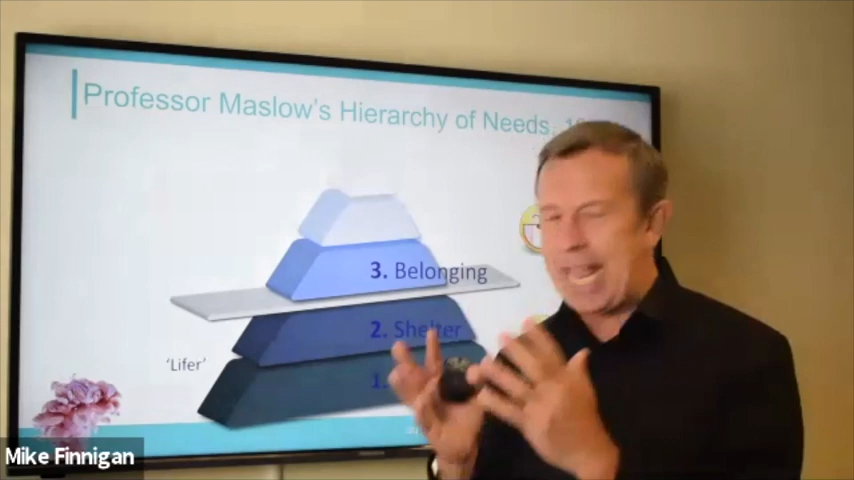 Professor Maslow's Hierarchy of Needs,
3. Belonging
2. Shelter
'Lifer'
1.
Mike Finnigan